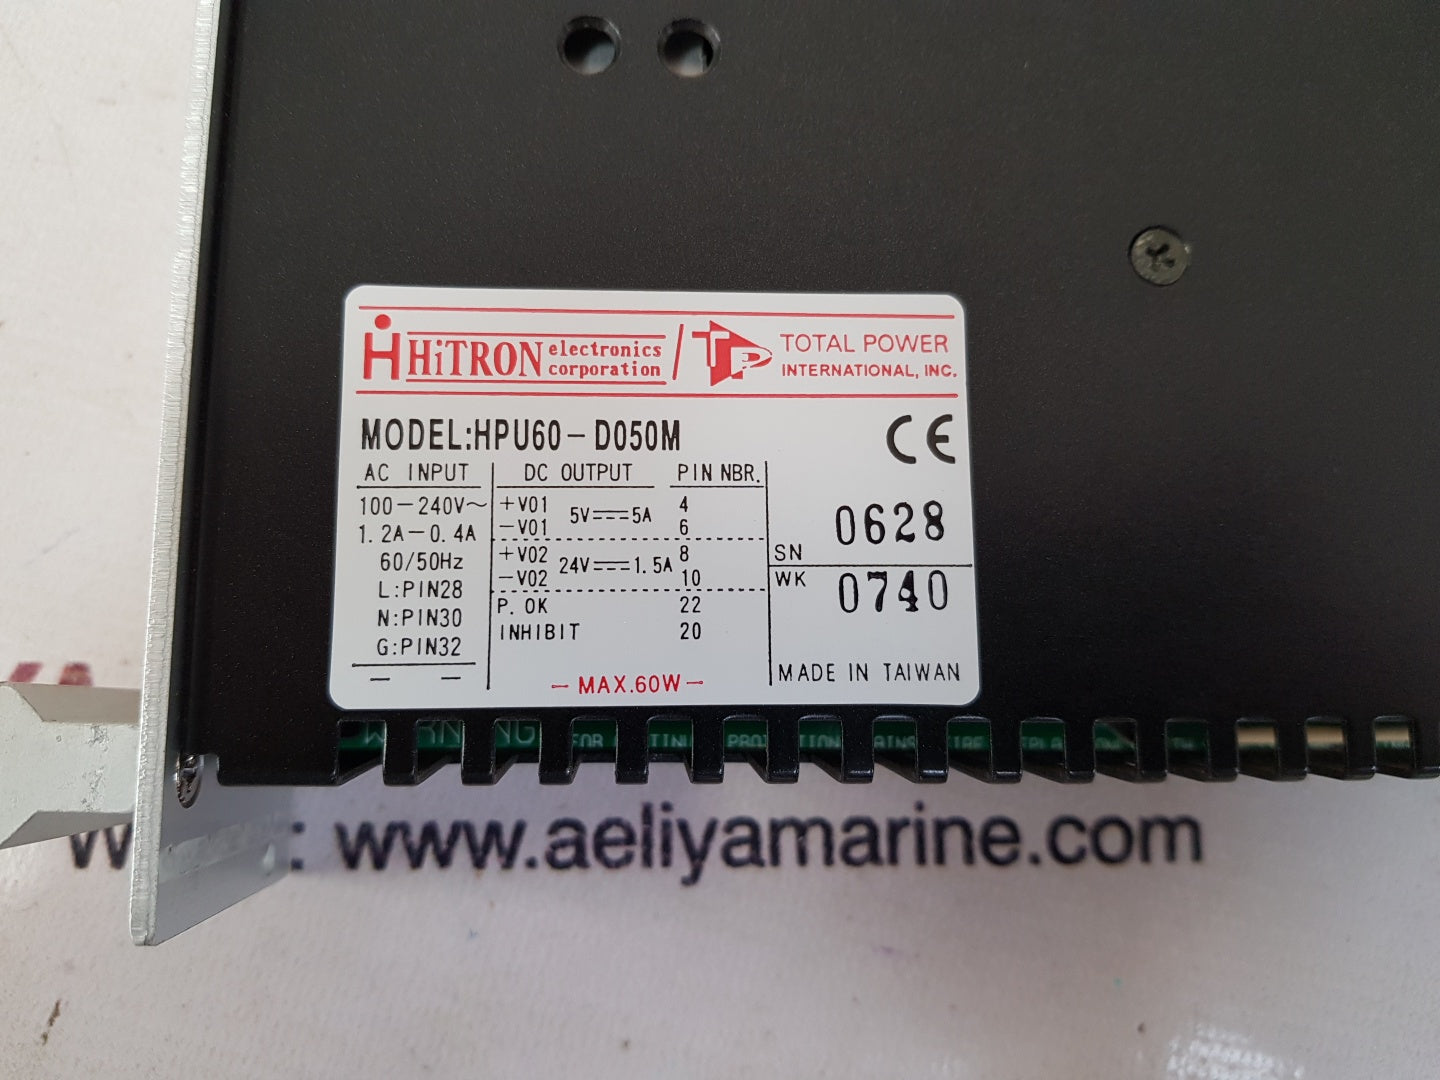 HiTRON electronics corporation / TP TOTAL POWER INTERNATIONAL, INC.
MODEL:HPU60-D050M
CE
AC INPUT
100-240V~
1.2A-0.4A
60/50Hz
L:PIN28
N:PIN30
G:PIN32
DC OUTPUT PIN NBR.
+V01 4
5V⎓5A
-V01 6
+V02 8
24V⎓1.5A
-V02 10
P. OK 22
INHIBIT 20
-MAX.60W-
SN 0628
WK 0740
MADE IN TAIWAN
FOR
: www.aeliyamarine.com